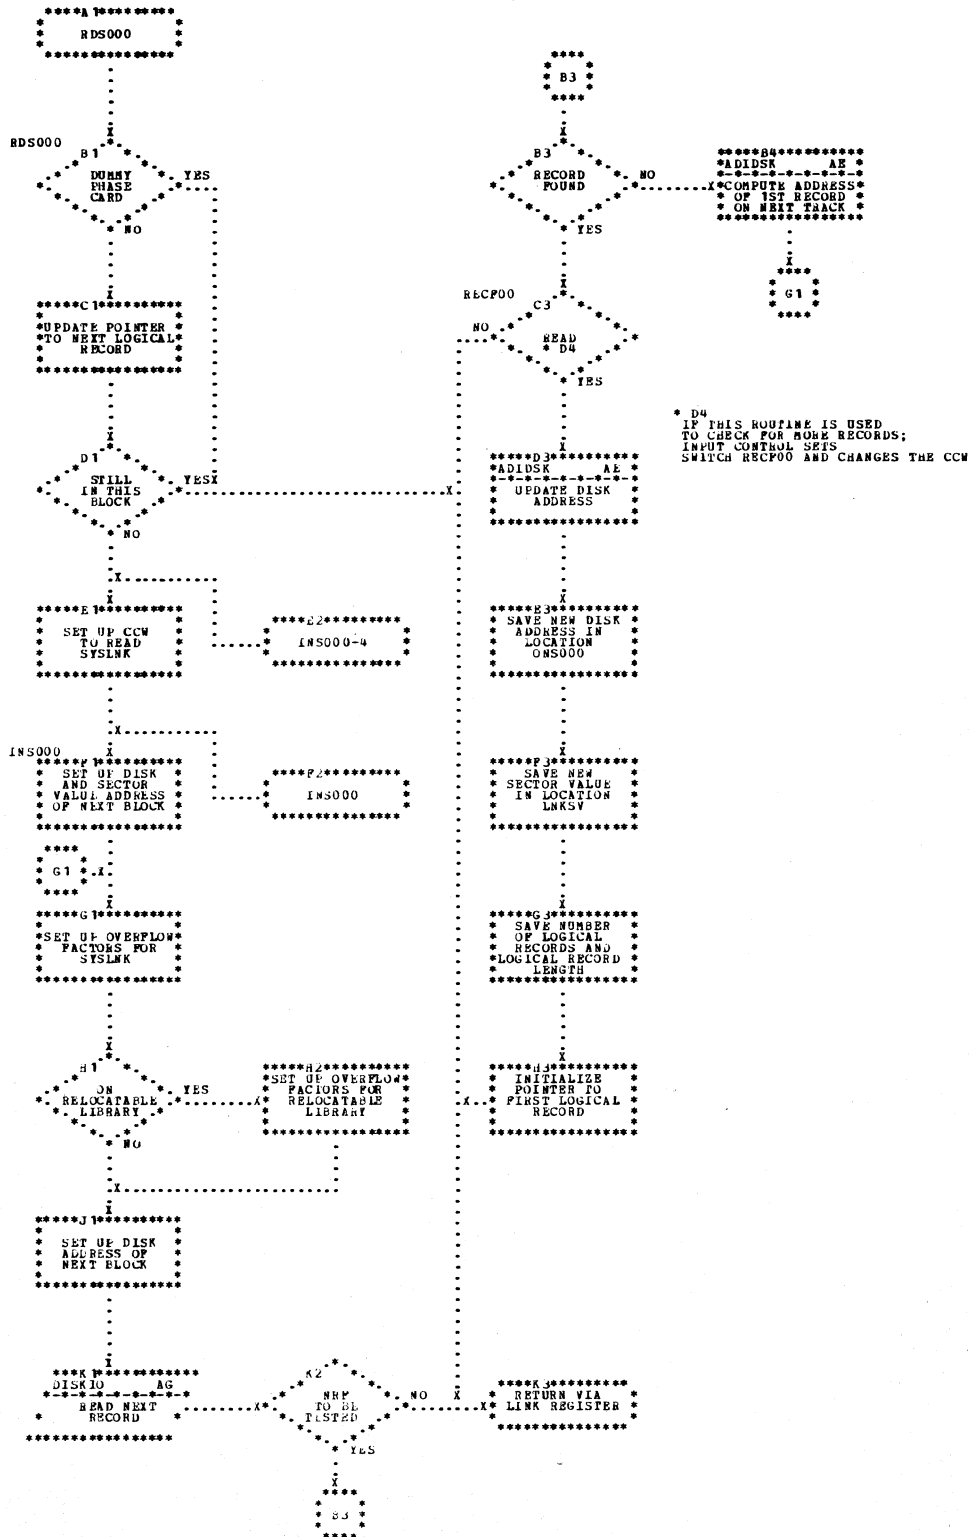 A1
RDS000
RDS000
B1
DUMMY
PHASE
CARD
YES
NO
C1
UPDATE POINTER
TO NEXT LOGICAL
RECORD
D1
STILL
IN THIS
BLOCK
YES
NO
E1
SET UP CCW
TO READ
SYSLNK
E2
INS000-4
INS000
F1
SET UP DISK
AND SECTOR
VALUE ADDRESS
OF NEXT BLOCK
F2
INS000
G1
G1
SET UP OVERFLOW
FACTORS FOR
SYSLNK
H1
ON
RELOCATABLE
LIBRARY
YES
NO
H2
SET UP OVERFLOW
FACTORS FOR
RELOCATABLE
LIBRARY
J1
SET UP DISK
ADDRESS OF
NEXT BLOCK
K1
DISKIO AG
READ NEXT
RECORD
K2
NRF
TO BE
TESTED
NO
YES
B3
B3
B3
RECORD
FOUND
NO
YES
B4
ADIDSK AE
COMPUTE ADDRESS
OF 1ST RECORD
ON NEXT TRACK
G1
RECF00
C3
NO
READ
* D4
YES
* D4
IF THIS ROUTINE IS USED
TO CHECK FOR MORE RECORDS;
INPUT CONTROL SETS
SWITCH RECF00 AND CHANGES THE CCW
D3
ADIDSK AE
UPDATE DISK
ADDRESS
E3
SAVE NEW DISK
ADDRESS IN
LOCATION
ONS000
F3
SAVE NEW
SECTOR VALUE
IN LOCATION
LNKSV
G3
SAVE NUMBER
OF LOGICAL
RECORDS AND
LOGICAL RECORD
LENGTH
H3
INITIALIZE
POINTER TO
FIRST LOGICAL
RECORD
K3
RETURN VIA
LINK REGISTER